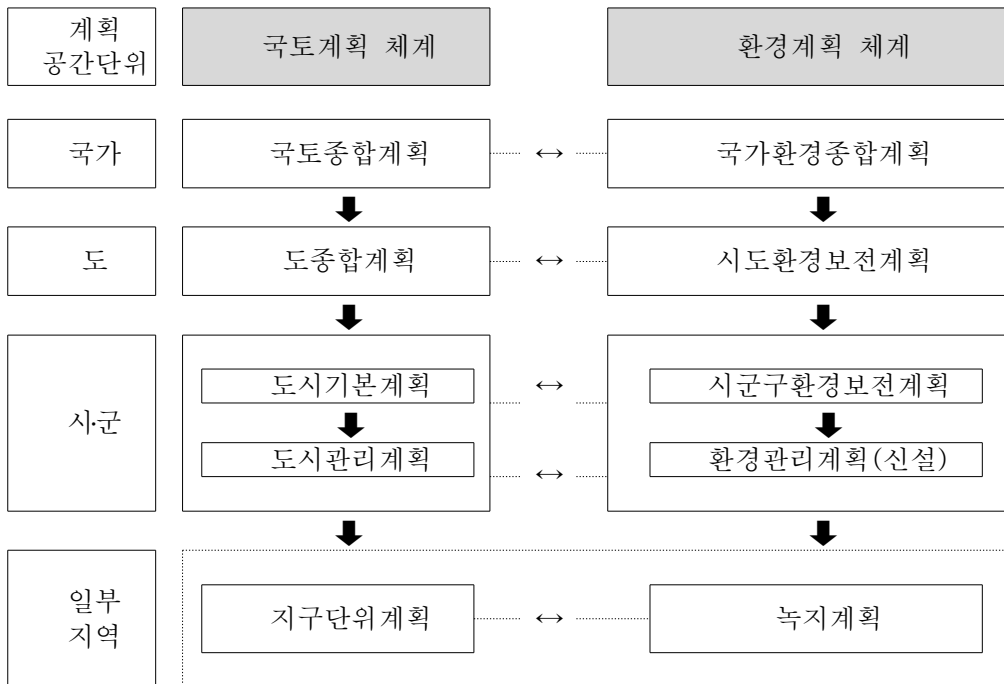 계획
공간단위
국토계획 체계
환경계획 체계
국가
국토종합계획
↔
국가환경종합계획
도
도종합계획
↔
시도환경보전계획
시·군
도시기본계획
↔
시군구환경보전계획
도시관리계획
↔
환경관리계획(신설)
일부
지역
지구단위계획
↔
녹지계획